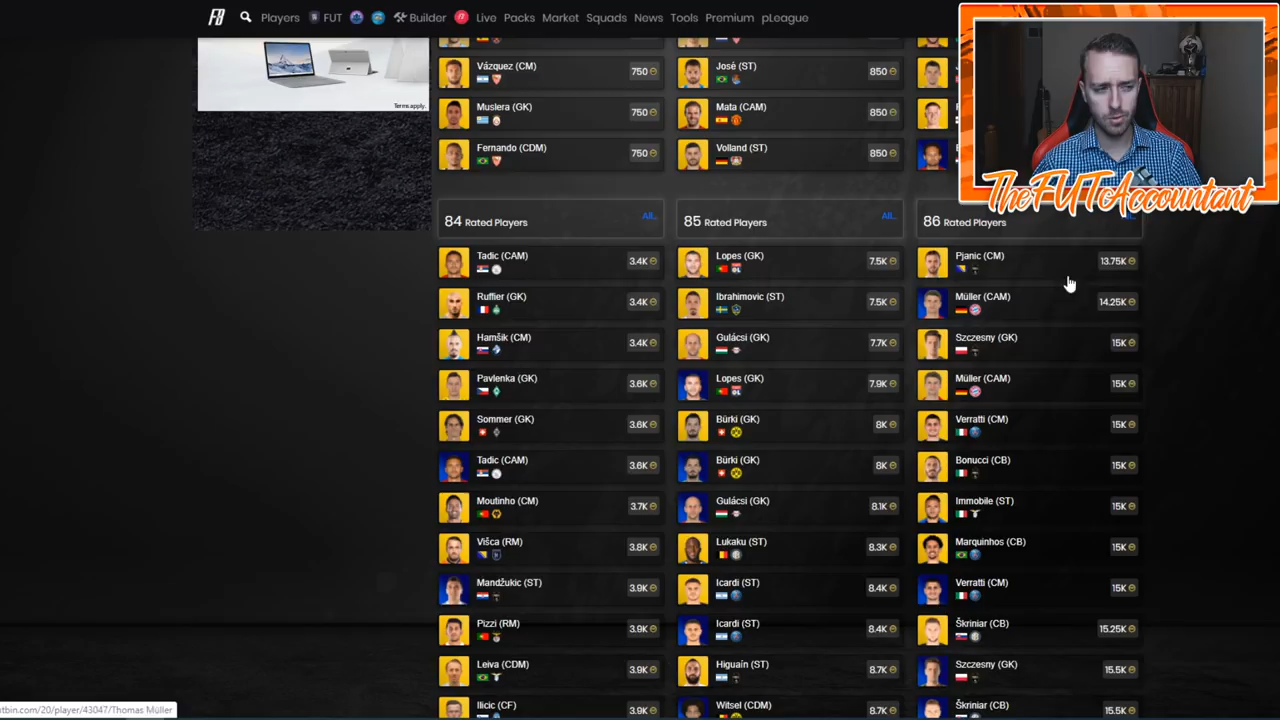 FB Players FUT Builder Live Packs Market Squads News Tools Premium pLeague
Terms apply.
Vázquez (CM) 750
Muslera (GK) 750
Fernando (CDM) 750
José (ST) 850
Mata (CAM) 850
Volland (ST) 850
TheFUTAccountant
84 Rated Players All..
Tadic (CAM) 3.4K
Ruffier (GK) 3.4K
Hamšik (CM) 3.4K
Pavlenka (GK) 3.6K
Sommer (GK) 3.6K
Tadic (CAM) 3.6K
Moutinho (CM) 3.7K
Višca (RM) 3.8K
Mandžukic (ST) 3.9K
Pizzi (RM) 3.9K
Leiva (CDM) 3.9K
Ilicic (CF) 3.9K
85 Rated Players All..
Lopes (GK) 7.5K
Ibrahimovic (ST) 7.5K
Gulácsi (GK) 7.7K
Lopes (GK) 7.9K
Bürki (GK) 8K
Bürki (GK) 8K
Gulácsi (GK) 8.1K
Lukaku (ST) 8.3K
Icardi (ST) 8.4K
Icardi (ST) 8.4K
Higuaín (ST) 8.7K
Witsel (CDM) 8.7K
86 Rated Players
Pjanic (CM) 13.75K
Müller (CAM) 14.25K
Szczesny (GK) 15K
Müller (CAM) 15K
Verratti (CM) 15K
Bonucci (CB) 15K
Immobile (ST) 15K
Marquinhos (CB) 15K
Verratti (CM) 15K
Škriniar (CB) 15.25K
Szczesny (GK) 15.5K
Škriniar (CB) 15.5K
tbin.com/20/player/43047/Thomas Müller